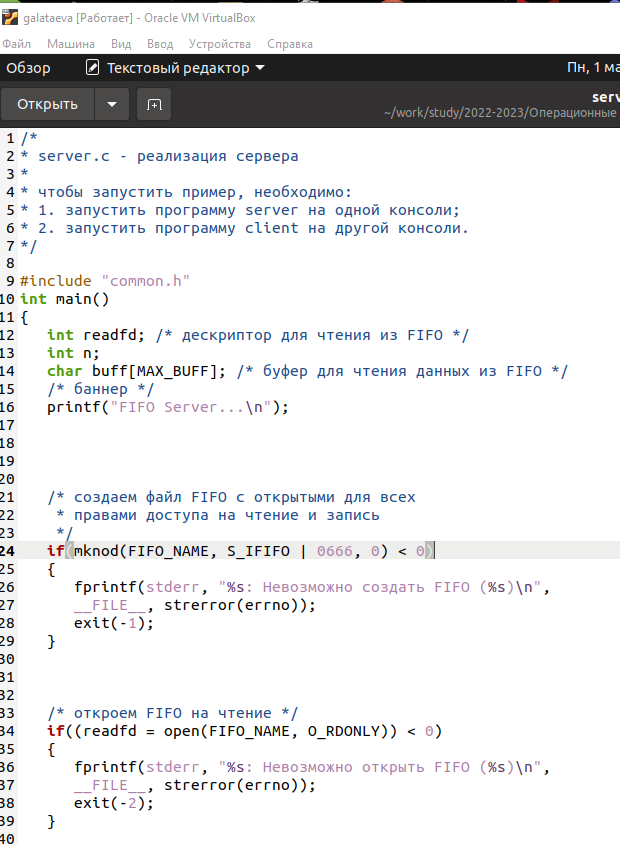 galataeva [Работает] - Oracle VM VirtualBox
Файл Машина Вид Ввод Устройства Справка
Обзор Текстовый редактор Пн, 1 ма
Открыть serv
~/work/study/2022-2023/Операционные
1 /*
2 * server.c - реализация сервера
3 *
4 * чтобы запустить пример, необходимо:
5 * 1. запустить программу server на одной консоли;
6 * 2. запустить программу client на другой консоли.
7 */
8
9 #include "common.h"
10 int main()
11 {
12 int readfd; /* дескриптор для чтения из FIFO */
13 int n;
14 char buff[MAX_BUFF]; /* буфер для чтения данных из FIFO */
15 /* баннер */
16 printf("FIFO Server...\n");
17
18
19
20
21 /* создаем файл FIFO с открытыми для всех
22 * правами доступа на чтение и запись
23 */
24 if(mknod(FIFO_NAME, S_IFIFO | 0666, 0) < 0)
25 {
26 fprintf(stderr, "%s: Невозможно создать FIFO (%s)\n",
27 __FILE__, strerror(errno));
28 exit(-1);
29 }
30
31
32
33 /* откроем FIFO на чтение */
34 if((readfd = open(FIFO_NAME, O_RDONLY)) < 0)
35 {
36 fprintf(stderr, "%s: Невозможно открыть FIFO (%s)\n",
37 __FILE__, strerror(errno));
38 exit(-2);
39 }
40